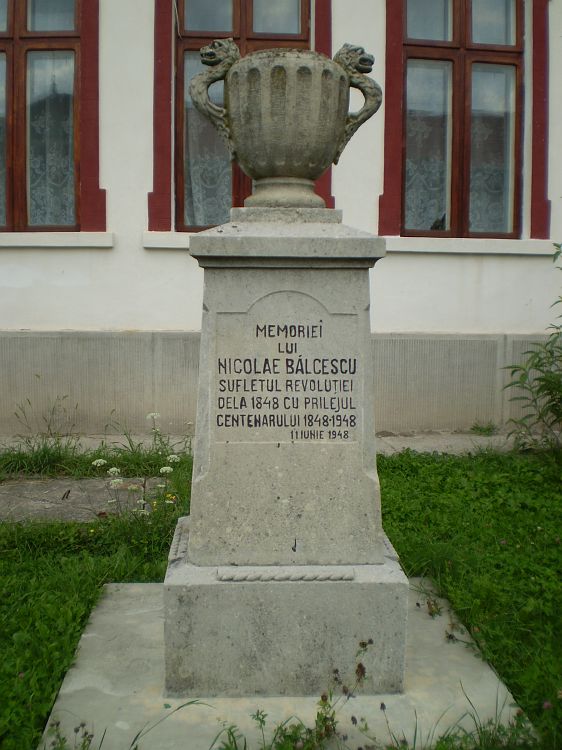 MEMORIEI
LUI
NICOLAE BĂLCESCU
SUFLETUL REVOLUȚIEI
DELA 1848 CU PRILEJUL
CENTENARULUI 1848-1948
11 IUNIE 1948